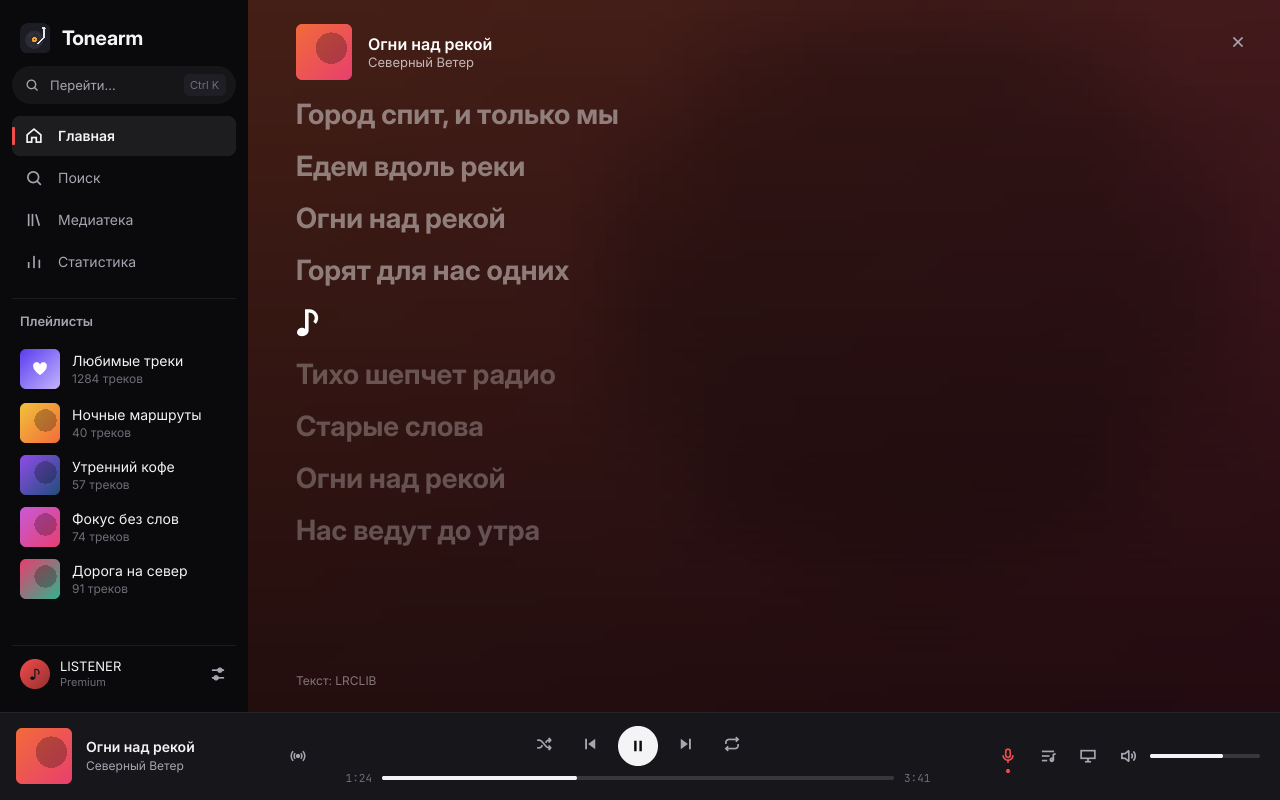 Tonearm
Перейти...
Ctrl K
Главная
Поиск
Медиатека
Статистика
Плейлисты
Любимые треки
1284 треков
Ночные маршруты
40 треков
Утренний кофе
57 треков
Фокус без слов
74 треков
Дорога на север
91 треков
LISTENER
Premium
Огни над рекой
Северный Ветер
Город спит, и только мы
Едем вдоль реки
Огни над рекой
Горят для нас одних
Тихо шепчет радио
Старые слова
Огни над рекой
Нас ведут до утра
Текст: LRCLIB
Огни над рекой
Северный Ветер
1:24
3:41